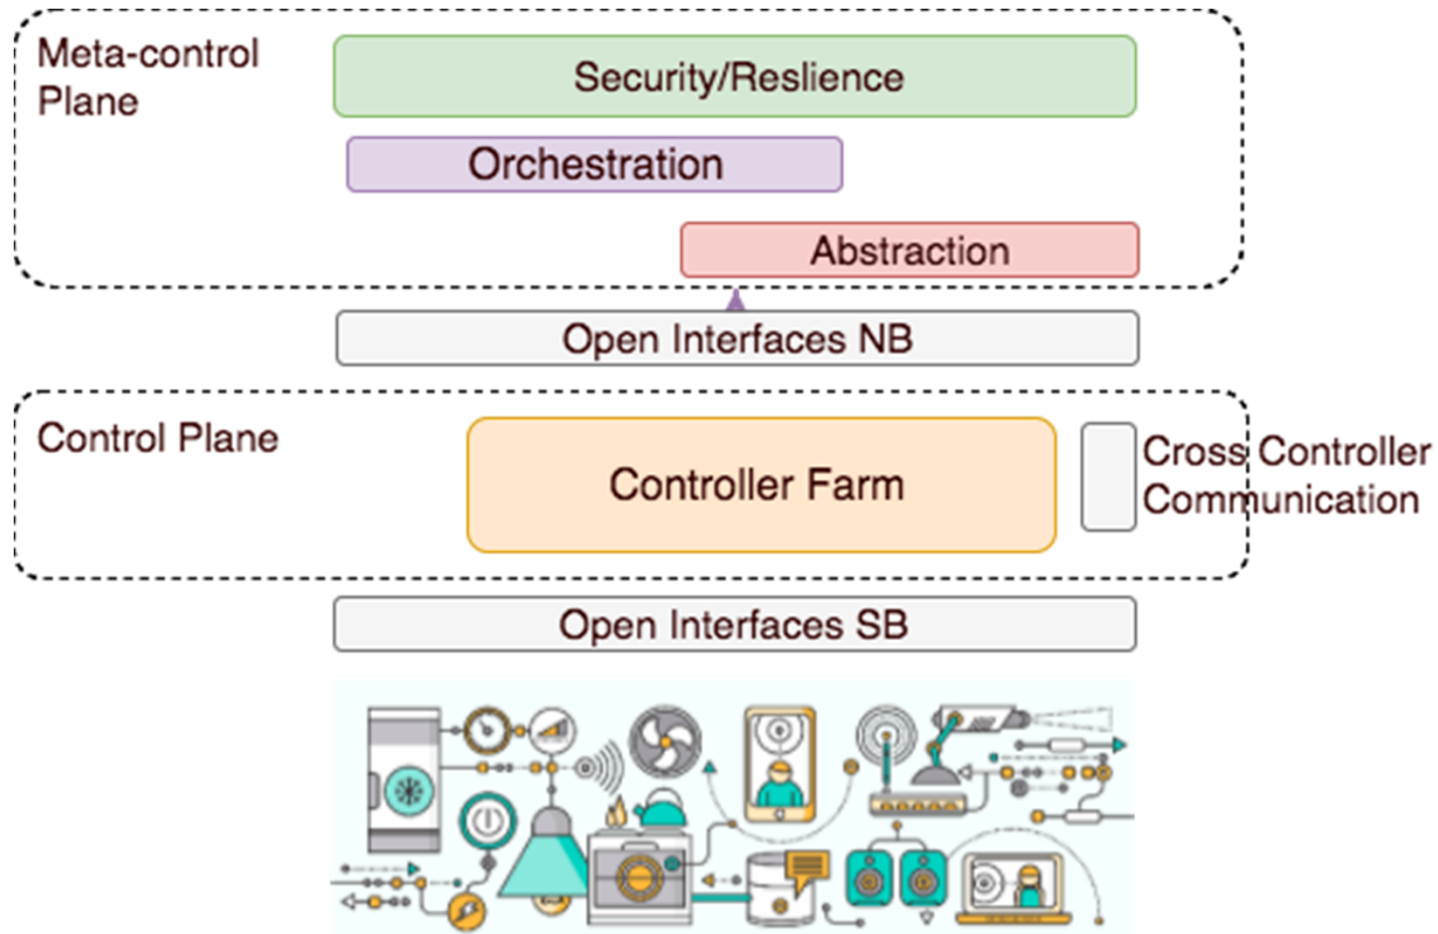 Meta-control
Plane
Security/Reslience
Orchestration
Abstraction
Open Interfaces NB
Control Plane
Controller Farm
Cross Controller
Communication
Open Interfaces SB